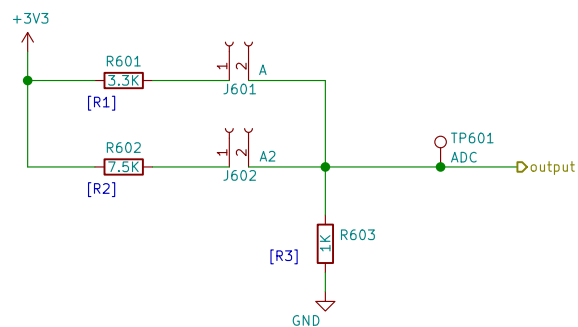 +3V3
R601
3.3K
[R1]
1
2
A
J601
R602
7.5K
[R2]
1
2
A2
J602
TP601
ADC
output
R603
1K
[R3]
GND